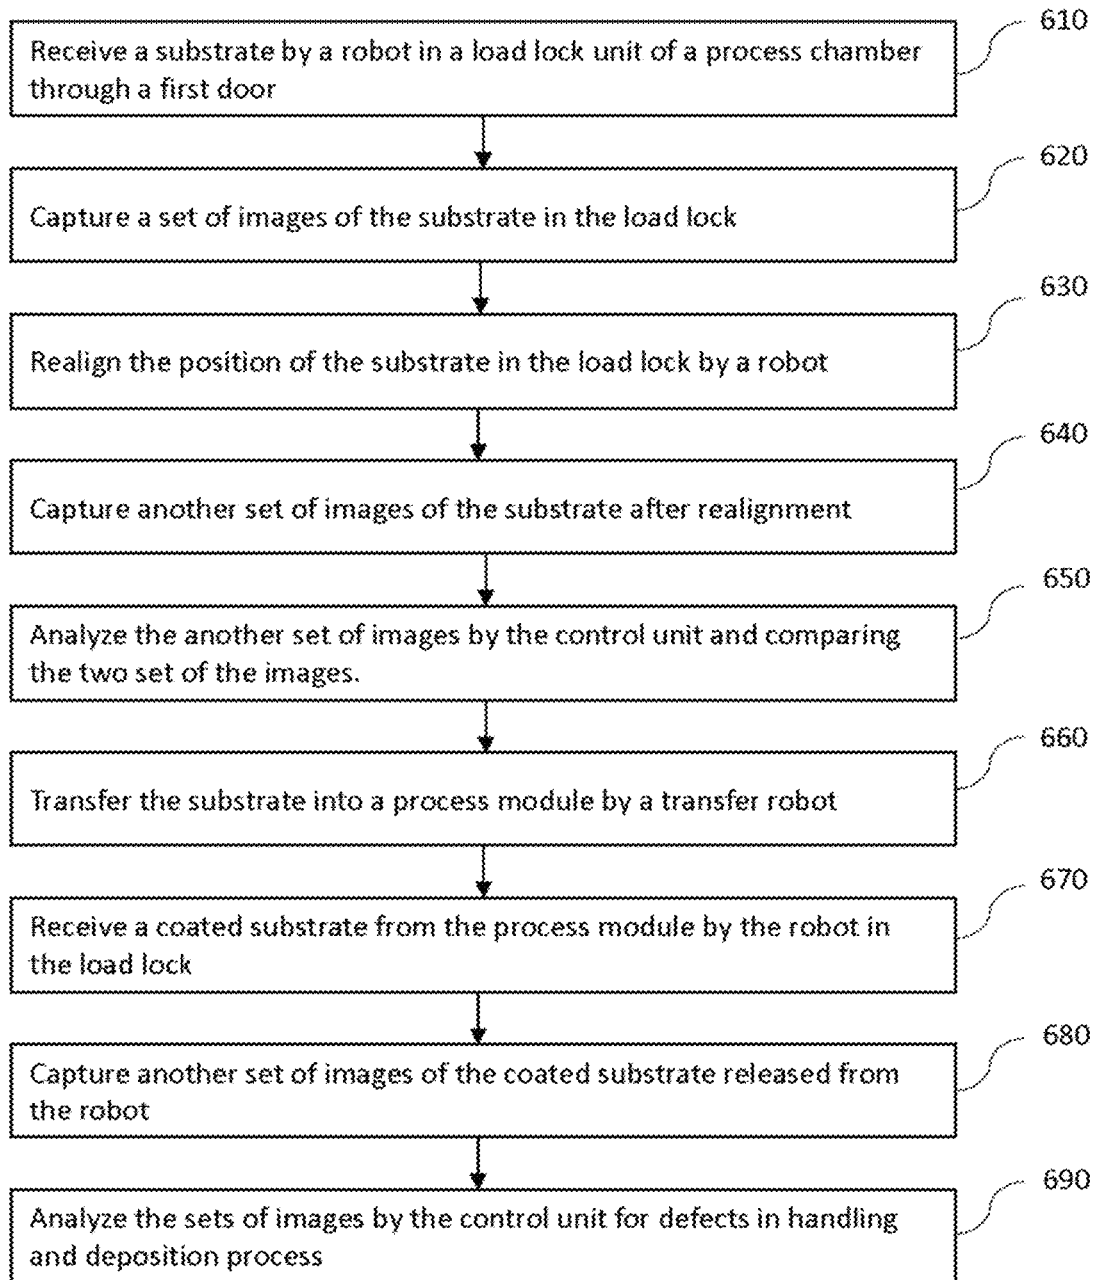 610
Receive a substrate by a robot in a load lock unit of a process chamber
through a first door
620
Capture a set of images of the substrate in the load lock
630
Realign the position of the substrate in the load lock by a robot
640
Capture another set of images of the substrate after realignment
650
Analyze the another set of images by the control unit and comparing
the two set of the images.
660
Transfer the substrate into a process module by a transfer robot
670
Receive a coated substrate from the process module by the robot in
the load lock
680
Capture another set of images of the coated substrate released from
the robot
690
Analyze the sets of images by the control unit for defects in handling
and deposition process